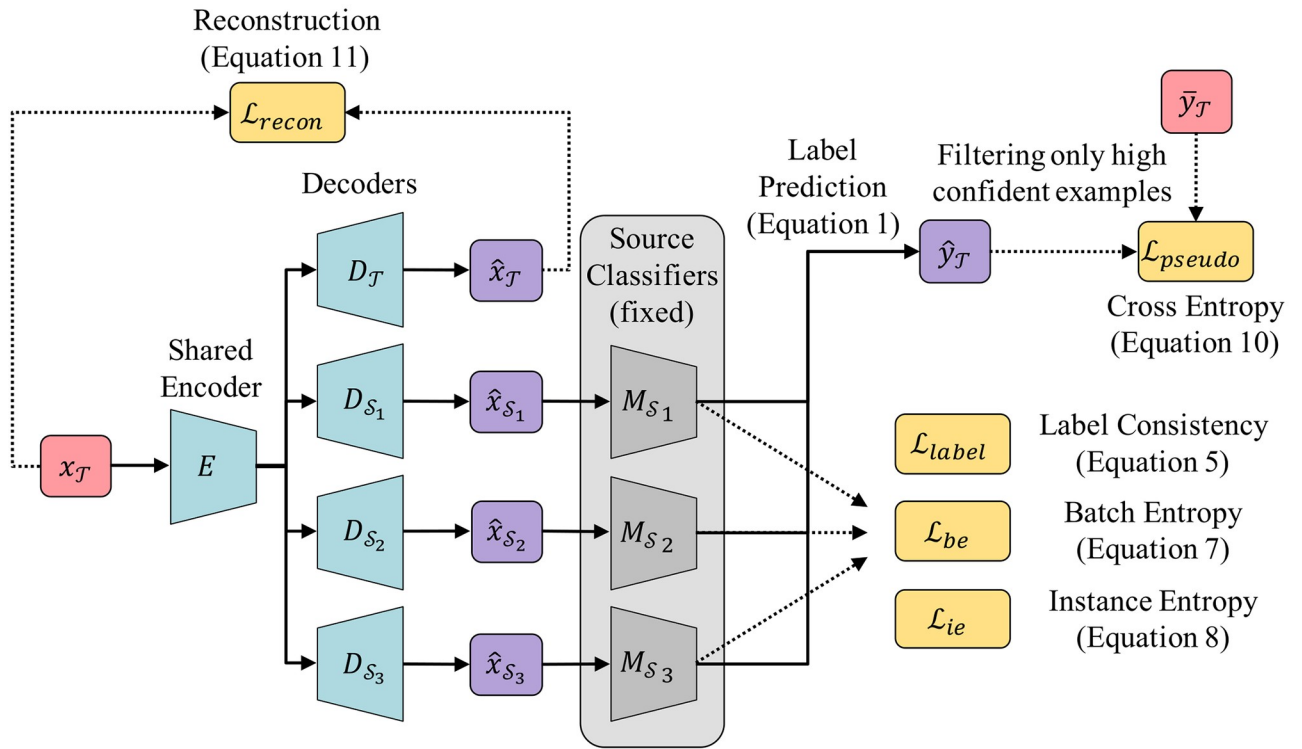 Reconstruction
(Equation 11)
ℒ_recon
Decoders
D_𝒯
x̂_𝒯
Source
Classifiers
(fixed)
Label
Prediction
(Equation 1)
ŷ_𝒯
Filtering only high
confident examples
ȳ_𝒯
ℒ_pseudo
Cross Entropy
(Equation 10)
Shared
Encoder
x_𝒯
E
D_𝒮₁
x̂_𝒮₁
M_𝒮₁
D_𝒮₂
x̂_𝒮₂
M_𝒮₂
D_𝒮₃
x̂_𝒮₃
M_𝒮₃
ℒ_label
Label Consistency
(Equation 5)
ℒ_be
Batch Entropy
(Equation 7)
ℒ_ie
Instance Entropy
(Equation 8)